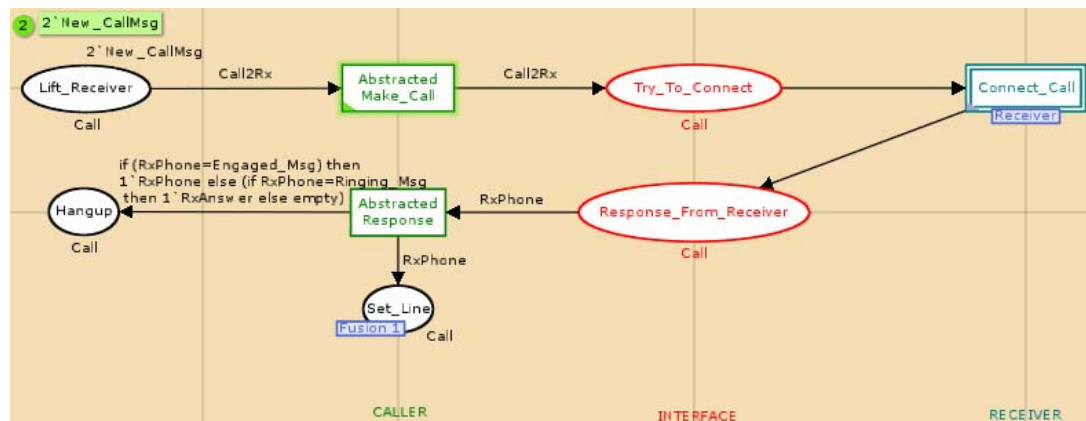 2 2`New_CallMsg
2`New_CallMsg
Lift_Receiver
Call
Call2Rx
Abstracted
Make_Call
Call2Rx
Try_To_Connect
Call
Connect_Call
Receiver
if (RxPhone=Engaged_Msg) then
1`RxPhone else (if RxPhone=Ringing_Msg
then 1`RxAnswer else empty)
Hangup
Call
Abstracted
Response
RxPhone
Response_From_Receiver
Call
RxPhone
Set_Line
Fusion 1
Call
CALLER
INTERFACE
RECEIVER